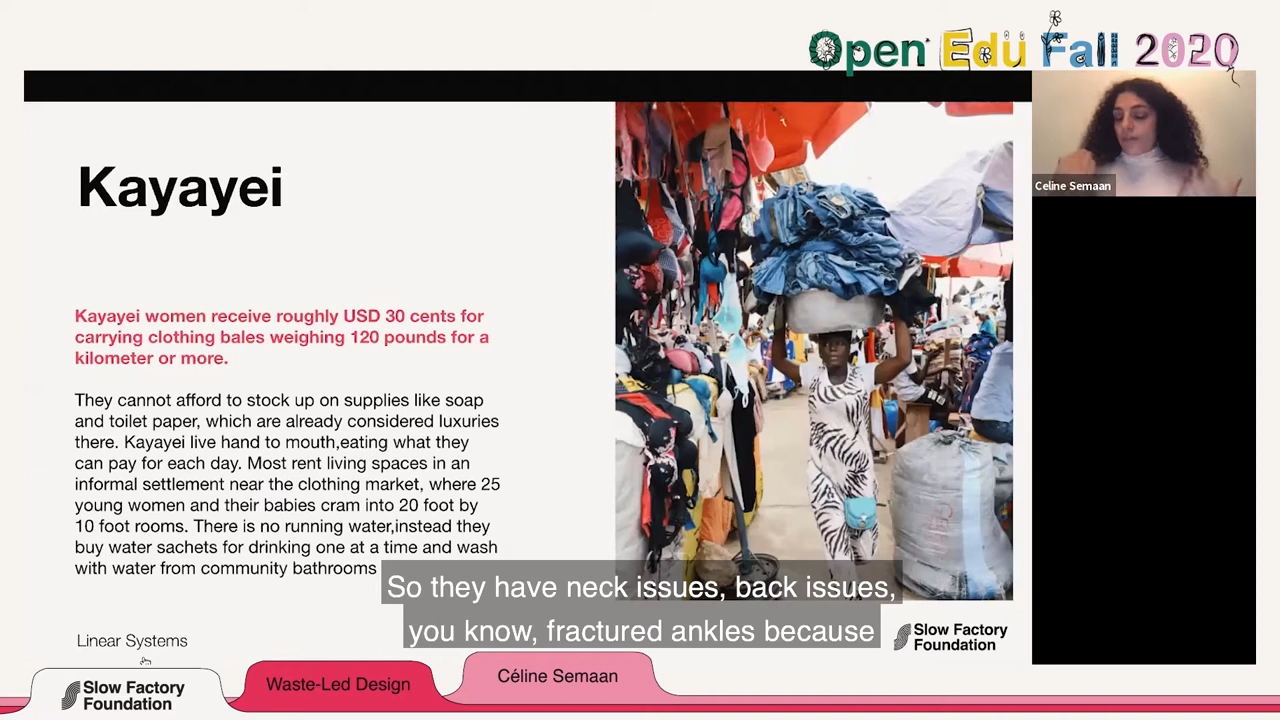 Open Edu Fall 2020
Kayayei
Celine Semaan
Kayayei women receive roughly USD 30 cents for
carrying clothing bales weighing 120 pounds for a
kilometer or more.
They cannot afford to stock up on supplies like soap
and toilet paper, which are already considered luxuries
there. Kayayei live hand to mouth,eating what they
can pay for each day. Most rent living spaces in an
informal settlement near the clothing market, where 25
young women and their babies cram into 20 foot by
10 foot rooms. There is no running water,instead they
buy water sachets for drinking one at a time and wash
with water from community bathrooms
So they have neck issues, back issues,
you know, fractured ankles because
Linear Systems
Slow Factory
Foundation
Slow Factory
Foundation
Waste-Led Design
Céline Semaan